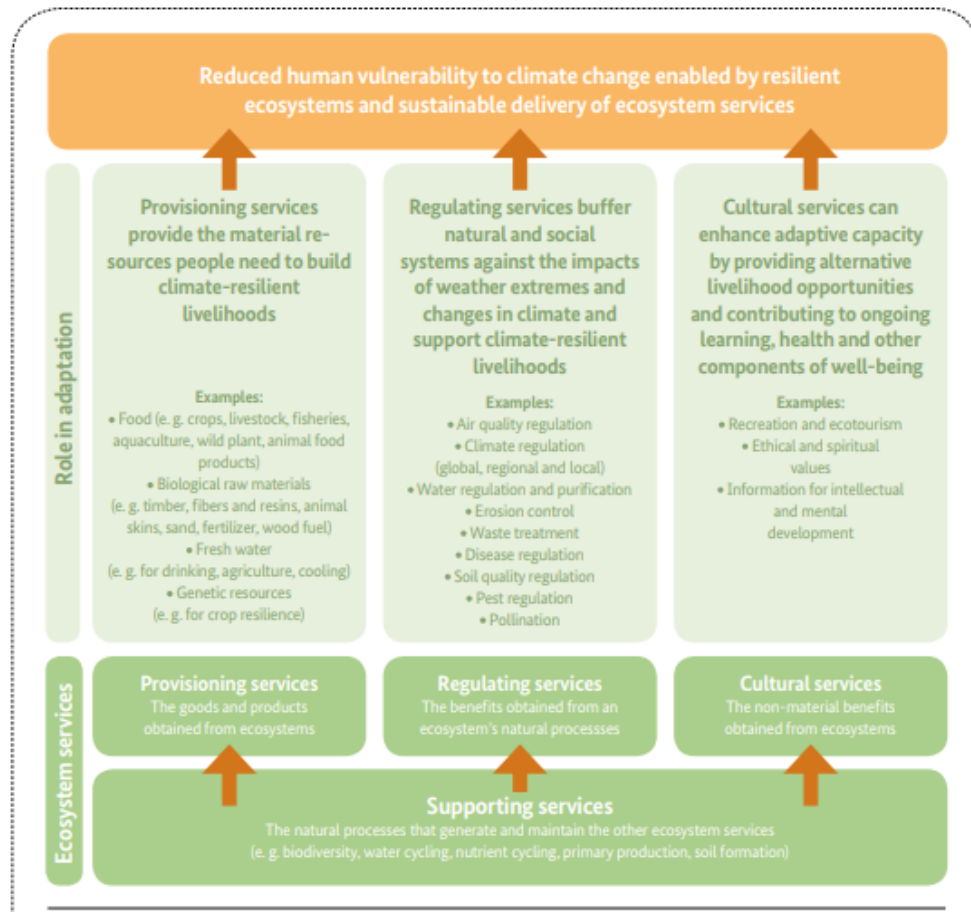 Reduced human vulnerability to climate change enabled by resilient
ecosystems and sustainable delivery of ecosystem services
Role in adaptation
Provisioning services
provide the material re-
sources people need to build
climate-resilient
livelihoods
Examples:
• Food (e. g. crops, livestock, fisheries,
aquaculture, wild plant, animal food
products)
• Biological raw materials
(e. g. timber, fibers and resins, animal
skins, sand, fertilizer, wood fuel)
• Fresh water
(e. g. for drinking, agriculture, cooling)
• Genetic resources
(e. g. for crop resilience)
Regulating services buffer
natural and social
systems against the impacts
of weather extremes and
changes in climate and
support climate-resilient
livelihoods
Examples:
• Air quality regulation
• Climate regulation
(global, regional and local)
• Water regulation and purification
• Erosion control
• Waste treatment
• Disease regulation
• Soil quality regulation
• Pest regulation
• Pollination
Cultural services can
enhance adaptive capacity
by providing alternative
livelihood opportunities
and contributing to ongoing
learning, health and other
components of well-being
Examples:
• Recreation and ecotourism
• Ethical and spiritual
values
• Information for intellectual
and mental
development
Ecosystem services
Provisioning services
The goods and products
obtained from ecosystems
Regulating services
The benefits obtained from an
ecosystem's natural processses
Cultural services
The non-material benefits
obtained from ecosystems
Supporting services
The natural processes that generate and maintain the other ecosystem services
(e. g. biodiversity, water cycling, nutrient cycling, primary production, soil formation)